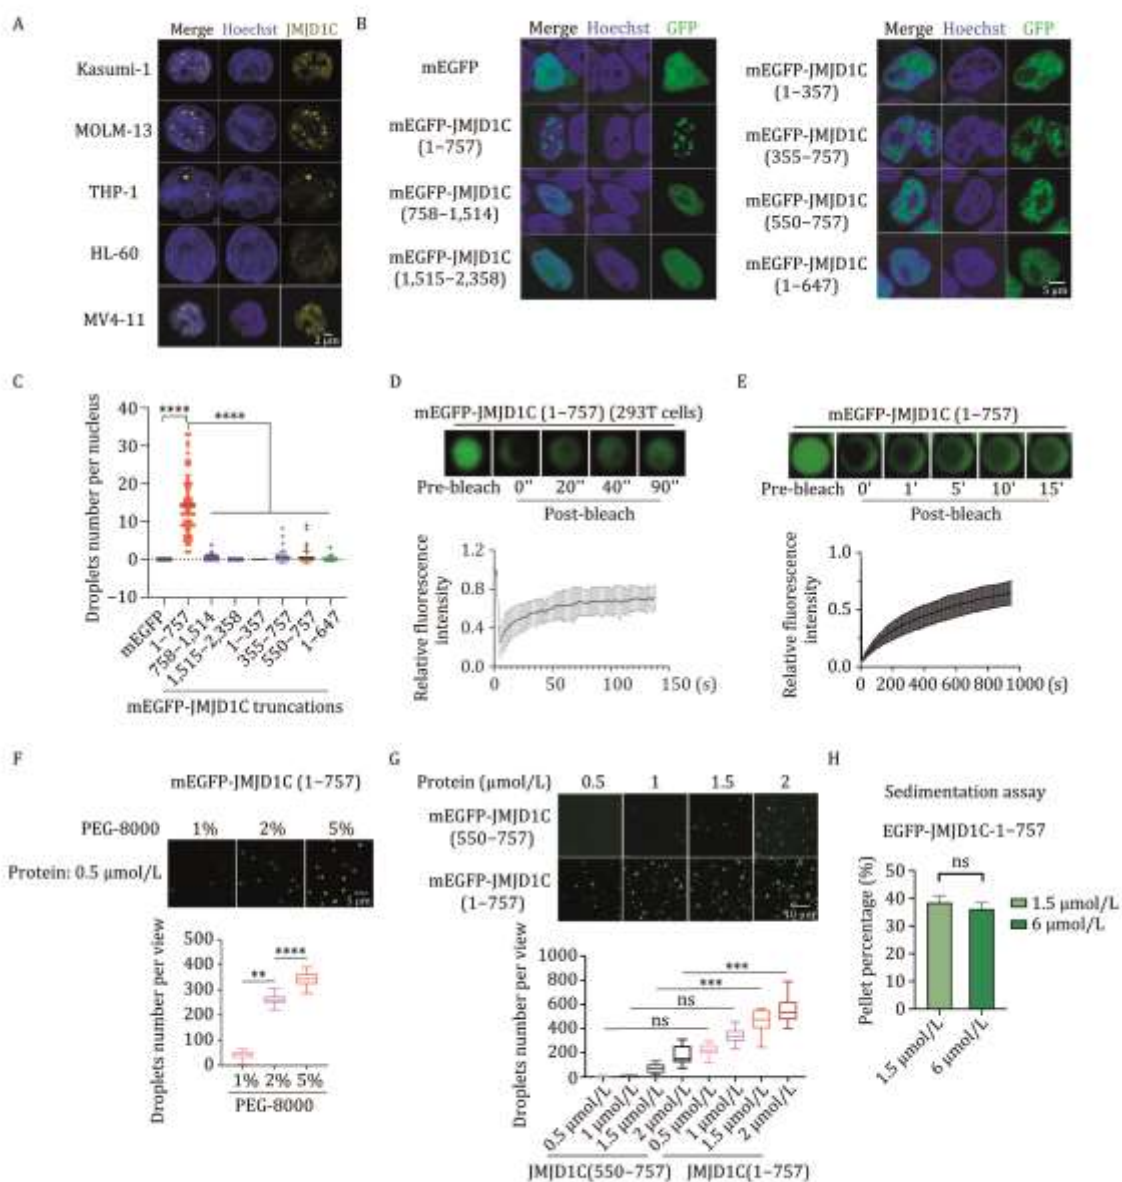 A
Merge Hoechst JMJD1C
Kasumi-1
MOLM-13
THP-1
HL-60
MV4-11
2 μm
B
Merge Hoechst GFP
mEGFP
mEGFP-JMJD1C
(1–757)
mEGFP-JMJD1C
(758–1,514)
mEGFP-JMJD1C
(1,515–2,358)
Merge Hoechst GFP
mEGFP-JMJD1C
(1–357)
mEGFP-JMJD1C
(355–757)
mEGFP-JMJD1C
(550–757)
mEGFP-JMJD1C
(1–647)
5 μm
C
Droplets number per nucleus
40
30
20
10
0
−10
**** ****
mEGFP
1–757
758–1,514
1,515–2,358
1–357
355–757
550–757
1–647
mEGFP-JMJD1C truncations
D
mEGFP-JMJD1C (1–757) (293T cells)
Pre-bleach 0" 20" 40" 90"
Post-bleach
Relative fluorescence
intensity
1.2
0.8
0.4
0.0
0 50 100 150 (s)
E
mEGFP-JMJD1C (1–757)
Pre-bleach 0' 1' 5' 10' 15'
Post-bleach
Relative fluorescence
intensity
1.0
0.5
0.0
0 200 400 600 800 1000 (s)
F
mEGFP-JMJD1C (1–757)
PEG-8000 1% 2% 5%
Protein: 0.5 μmol/L
5 μm
Droplets number per view
500
400
300
200
100
0
** ****
1% 2% 5%
PEG-8000
G
Protein (μmol/L) 0.5 1 1.5 2
mEGFP-JMJD1C
(550–757)
mEGFP-JMJD1C
(1–757)
10 μm
Droplets number per view
1000
800
600
400
200
0
***
***
ns
ns
0.5 μmol/L
1 μmol/L
1.5 μmol/L
2 μmol/L
0.5 μmol/L
1 μmol/L
1.5 μmol/L
2 μmol/L
JMJD1C(550–757) JMJD1C(1–757)
H
Sedimentation assay
EGFP-JMJD1C-1–757
Pellet percentage (%)
50
40
30
20
10
0
ns
1.5 μmol/L
6 μmol/L
1.5 μmol/L
6 μmol/L